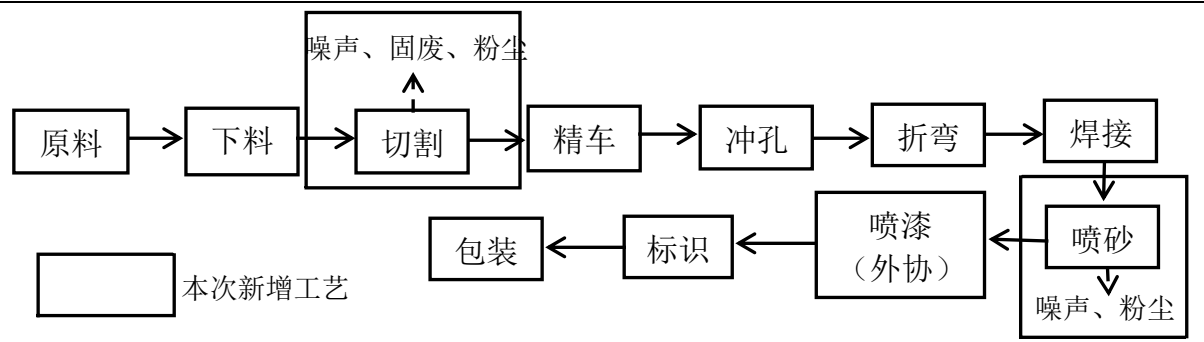 噪声、固废、粉尘
原料
下料
切割
精车
冲孔
折弯
焊接
喷砂
噪声、粉尘
喷漆
（外协）
标识
包装
本次新增工艺